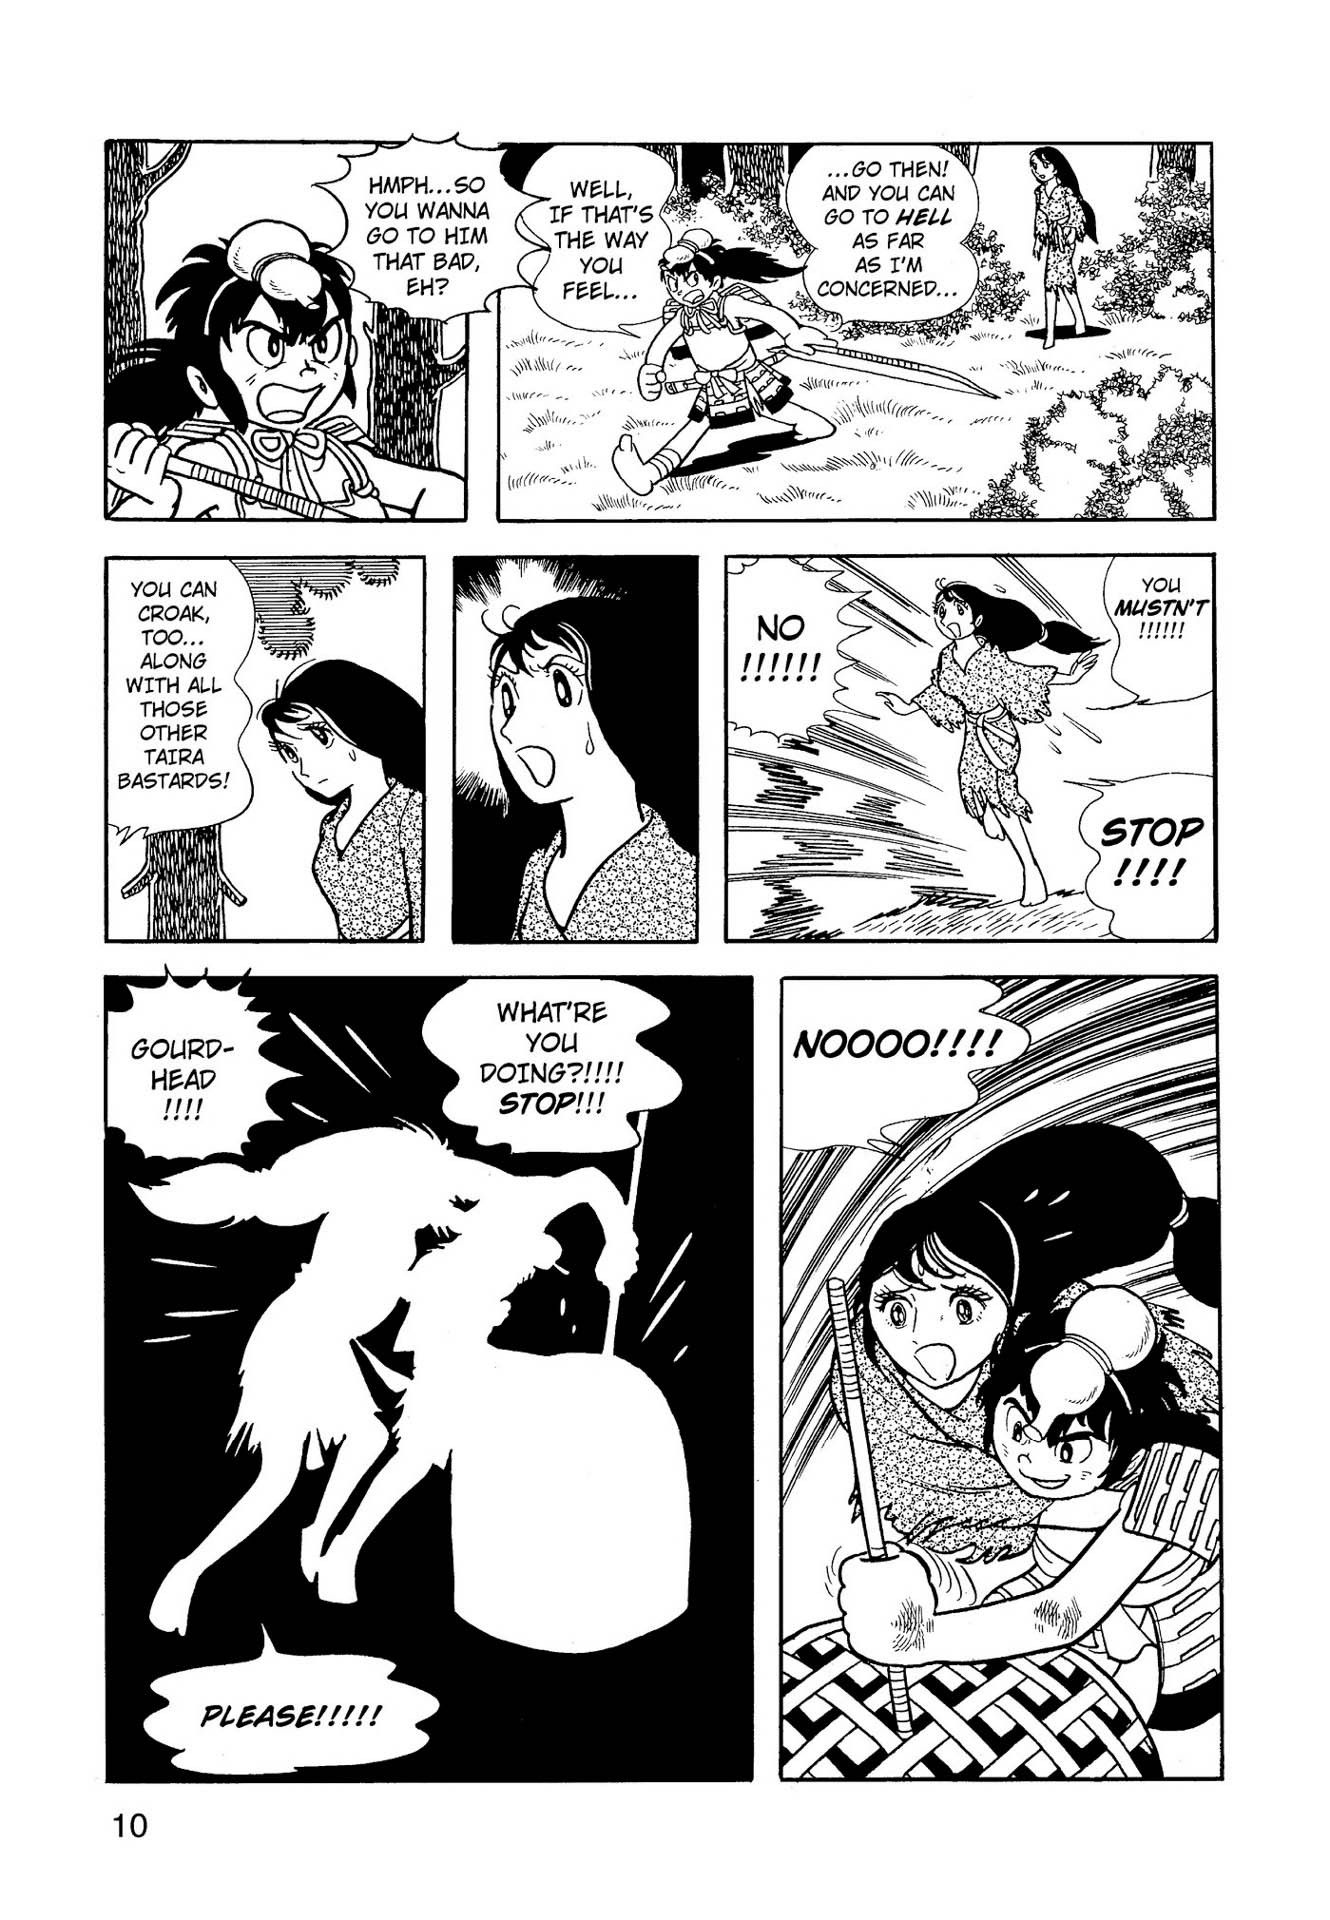 HMPH...SO
YOU WANNA
GO TO HIM
THAT BAD,
EH?
WELL,
IF THAT'S
THE WAY
YOU
FEEL...
...GO THEN!
AND YOU CAN
GO TO HELL
AS FAR
AS I'M
CONCERNED...
YOU CAN
CROAK,
TOO...
ALONG
WITH ALL
THOSE
OTHER
TAIRA
BASTARDS!
NO
!!!!!!
YOU
MUSTN'T
!!!!!!
STOP
!!!!
GOURD-
HEAD
!!!!
WHAT'RE
YOU
DOING?!!!!
STOP!!!
PLEASE!!!!!
NOOOO!!!!
10